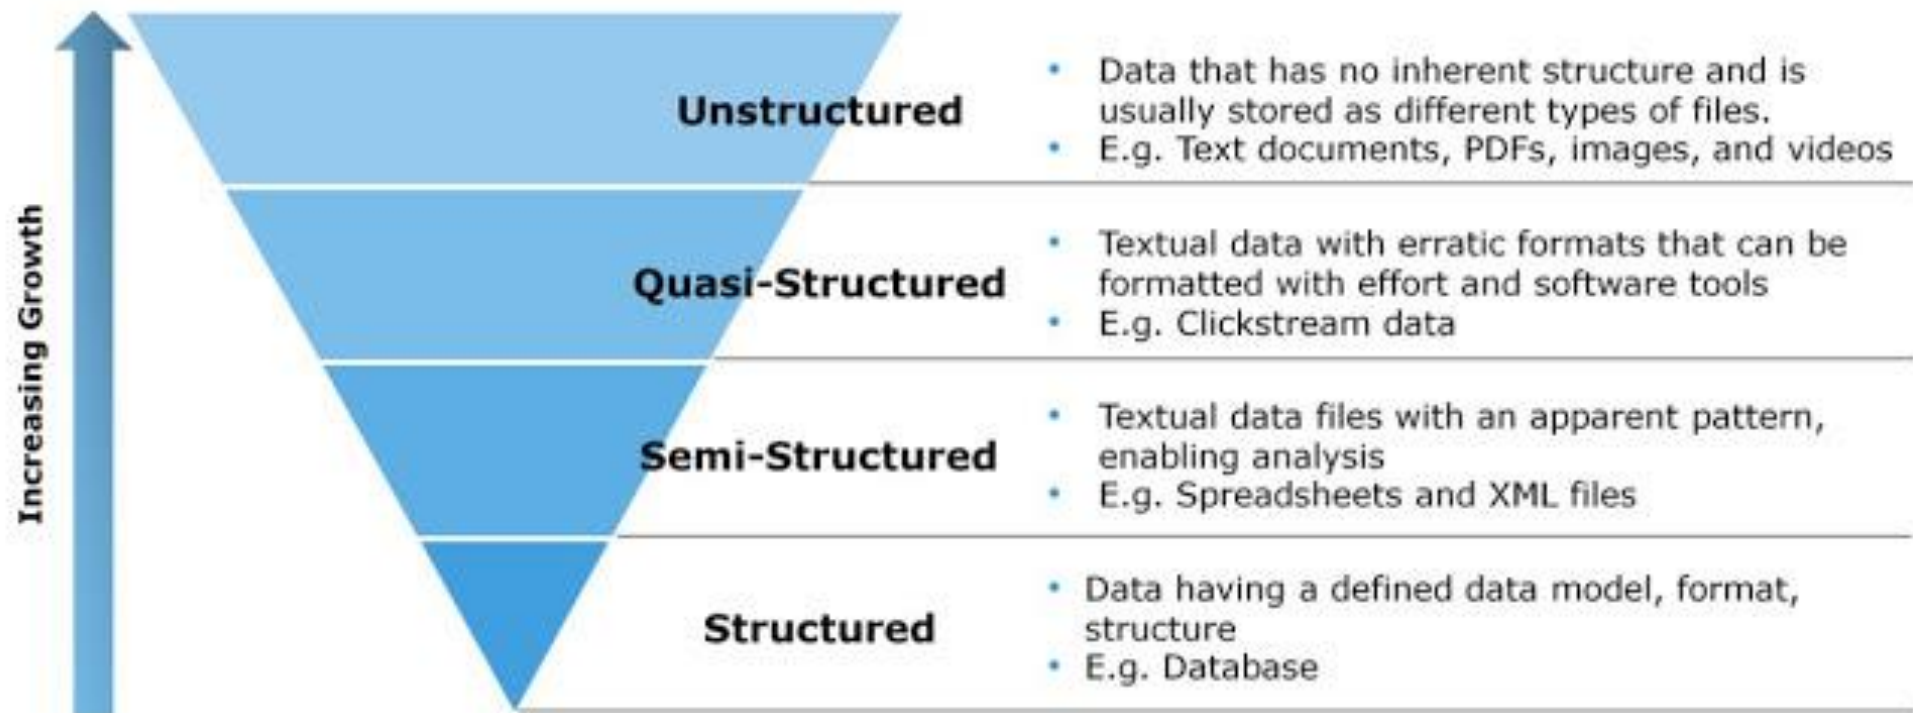 Increasing Growth
Unstructured
• Data that has no inherent structure and is
usually stored as different types of files.
• E.g. Text documents, PDFs, images, and videos
Quasi-Structured
• Textual data with erratic formats that can be
formatted with effort and software tools
• E.g. Clickstream data
Semi-Structured
• Textual data files with an apparent pattern,
enabling analysis
• E.g. Spreadsheets and XML files
Structured
• Data having a defined data model, format,
structure
• E.g. Database